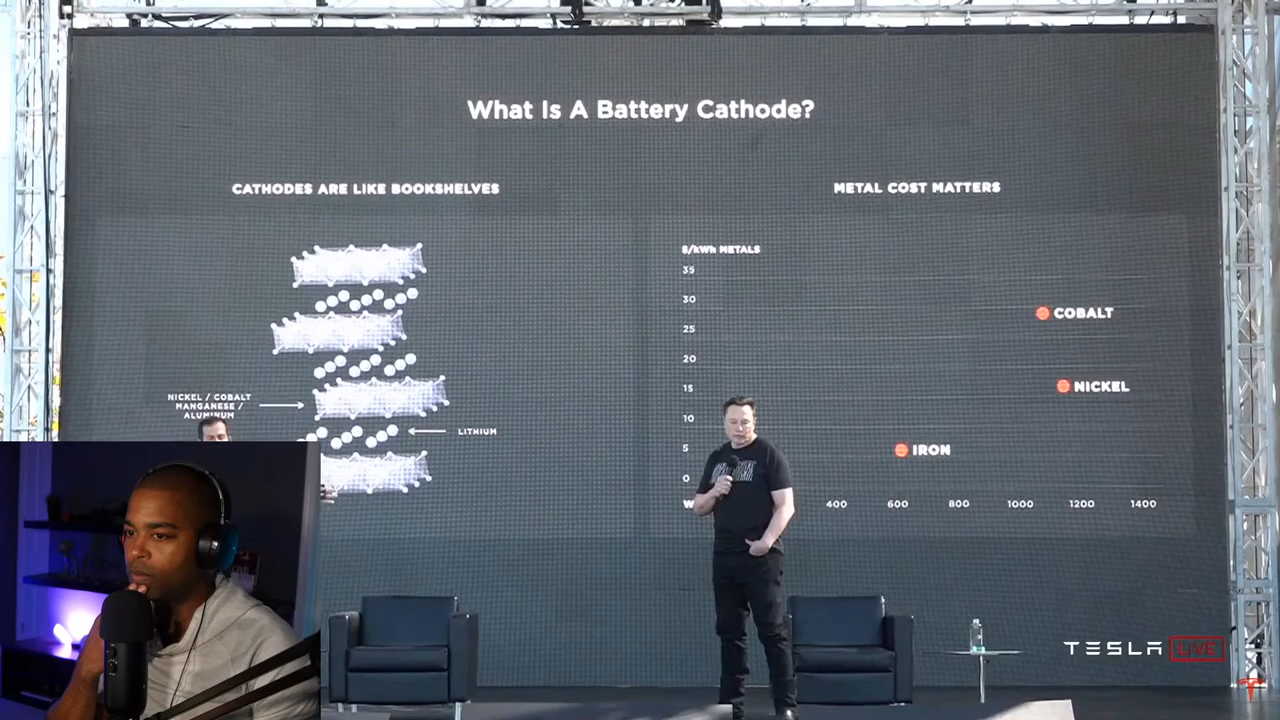 What Is A Battery Cathode?
CATHODES ARE LIKE BOOKSHELVES
NICKEL / COBALT
MANGANESE /
ALUMINUM
LITHIUM
METAL COST MATTERS
$/kWh METALS
35
30
25
20
15
10
5
0
COBALT
NICKEL
IRON
W
400
600
800
1000
1200
1400
TESLA LIVE